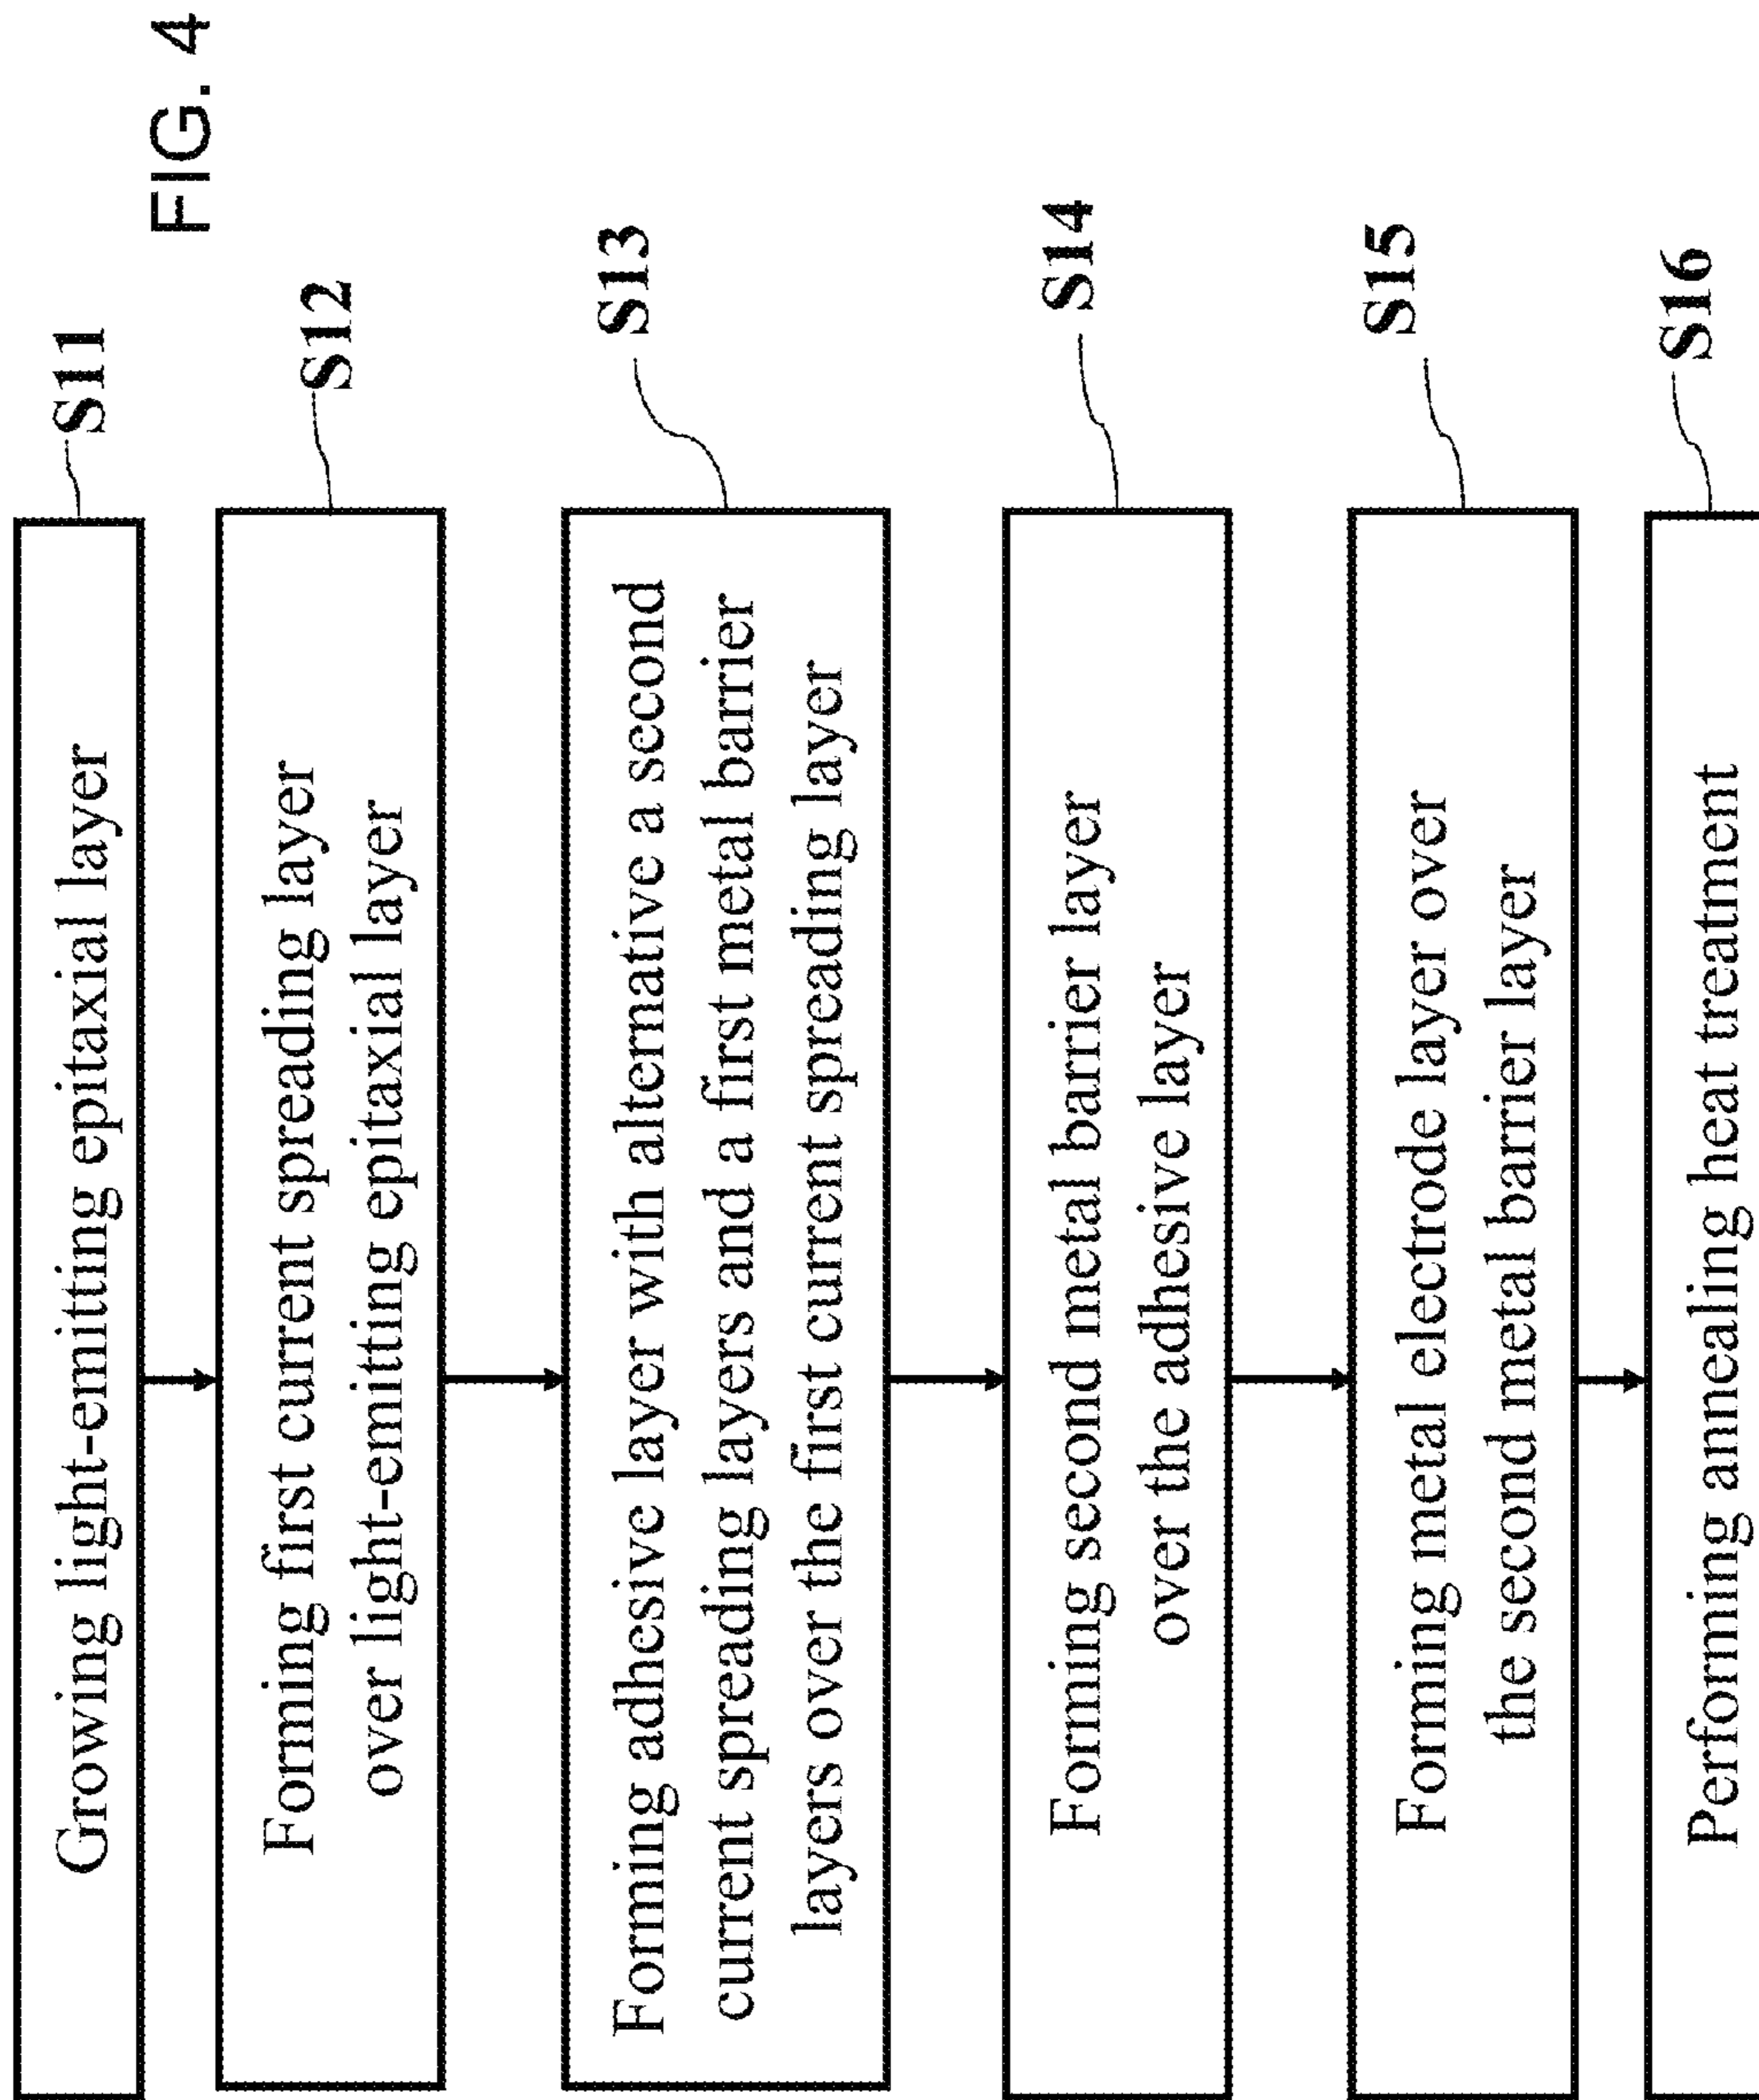 FIG. 4
Growing light-emitting epitaxial layer
S11
Forming first current spreading layer
over light-emitting epitaxial layer
S12
Forming adhesive layer with alternative a second
current spreading layers and a first metal barrier
layers over the first current spreading layer
S13
Forming second metal barrier layer
over the adhesive layer
S14
Forming metal electrode layer over
the second metal barrier layer
S15
Performing annealing heat treatment
S16